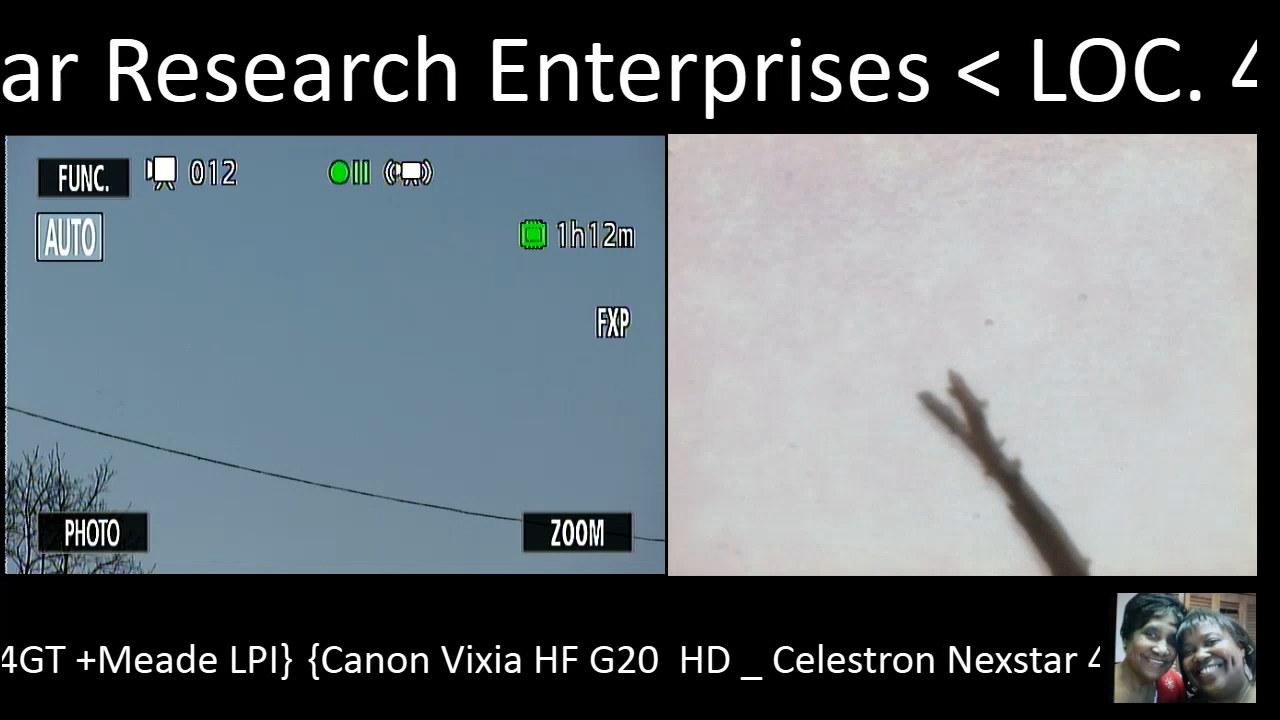 ar Research Enterprises < LOC. 4
FUNC. 012
AUTO
1h12m
FXP
PHOTO ZOOM
4GT +Meade LPI} {Canon Vixia HF G20 HD _ Celestron Nexstar 4